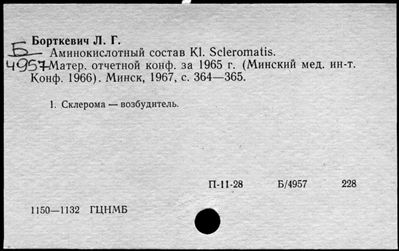 Борткевич Л. Г.
Б Аминокислотный состав Kl. Scleromatis.
4957 Матер. отчетной конф. за 1965 г. (Минский мед. ин-т.
Конф. 1966). Минск, 1967, с. 364—365.
1. Склерома — возбудитель.
П-11-28 Б/4957 228
1150—1132 ГЦНМБ